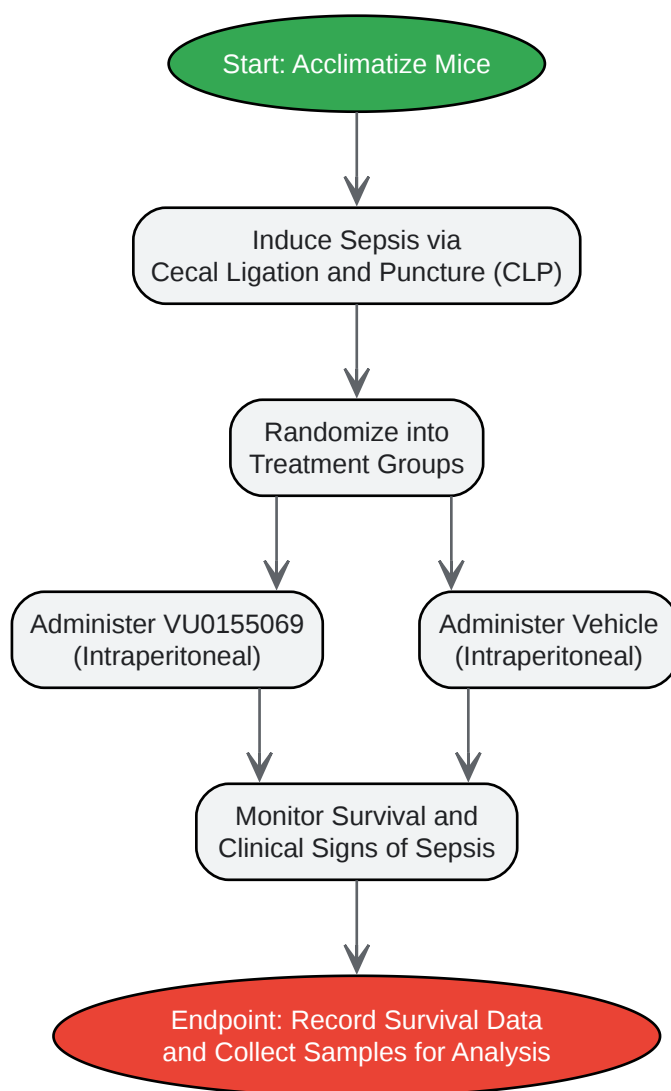 Start: Acclimatize Mice
Induce Sepsis via
Cecal Ligation and Puncture (CLP)
Randomize into
Treatment Groups
Administer VU0155069
(Intraperitoneal)
Administer Vehicle
(Intraperitoneal)
Monitor Survival and
Clinical Signs of Sepsis
Endpoint: Record Survival Data
and Collect Samples for Analysis